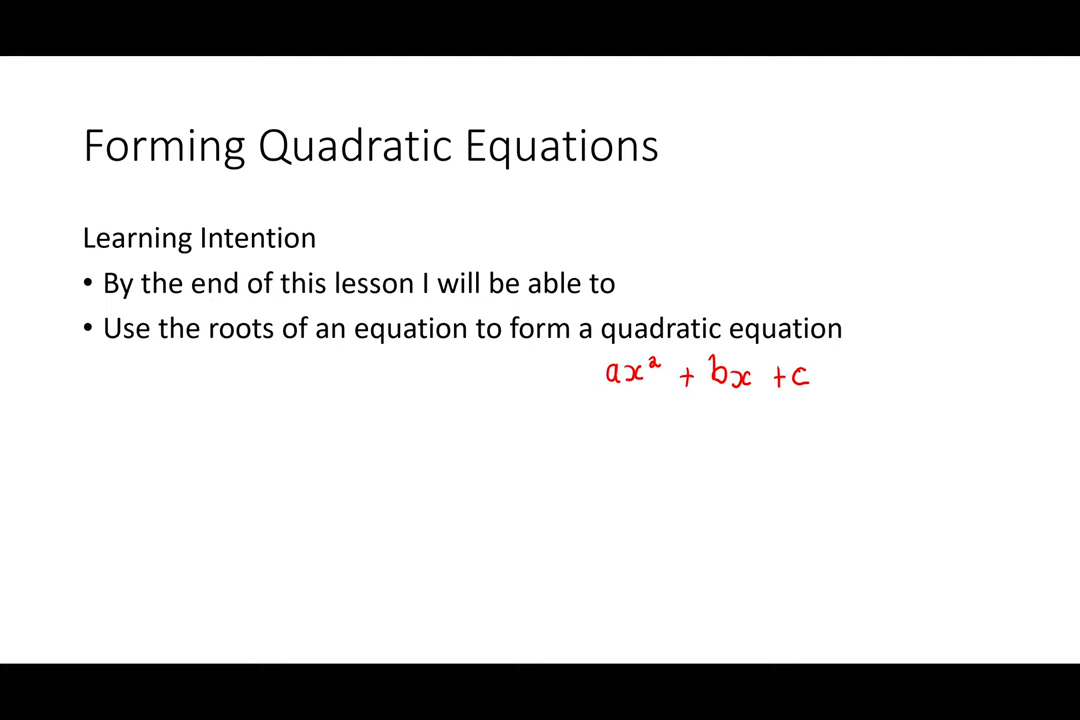 Forming Quadratic Equations
Learning Intention
• By the end of this lesson I will be able to
• Use the roots of an equation to form a quadratic equation
ax² + bx + c